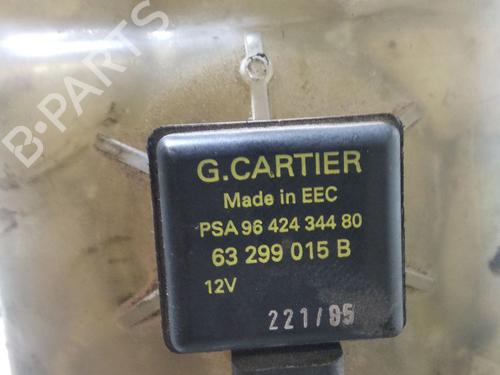 B-PARTS
G.CARTIER
Made in EEC
PSA 96 424 344 80
63 299 015 B
12V
221/05